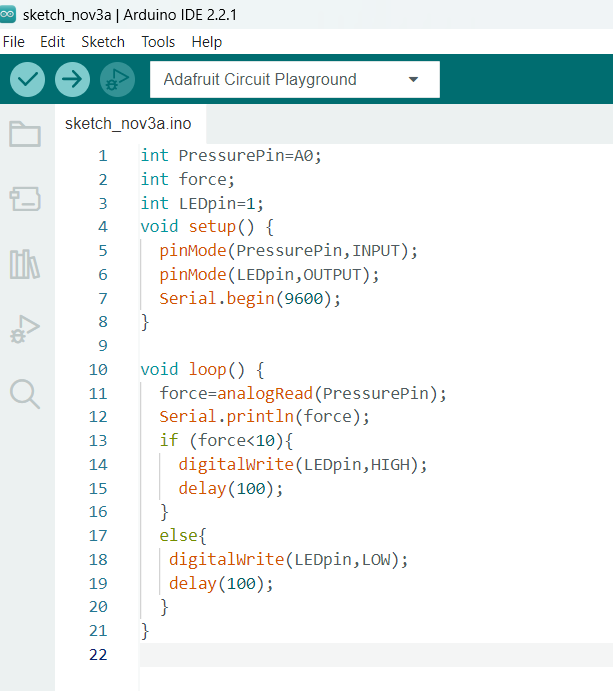 sketch_nov3a | Arduino IDE 2.2.1
File Edit Sketch Tools Help
Adafruit Circuit Playground
sketch_nov3a.ino
1 int PressurePin=A0;
2 int force;
3 int LEDpin=1;
4 void setup() {
5 pinMode(PressurePin,INPUT);
6 pinMode(LEDpin,OUTPUT);
7 Serial.begin(9600);
8 }
9
10 void loop() {
11 force=analogRead(PressurePin);
12 Serial.println(force);
13 if (force<10){
14 digitalWrite(LEDpin,HIGH);
15 delay(100);
16 }
17 else{
18 digitalWrite(LEDpin,LOW);
19 delay(100);
20 }
21 }
22